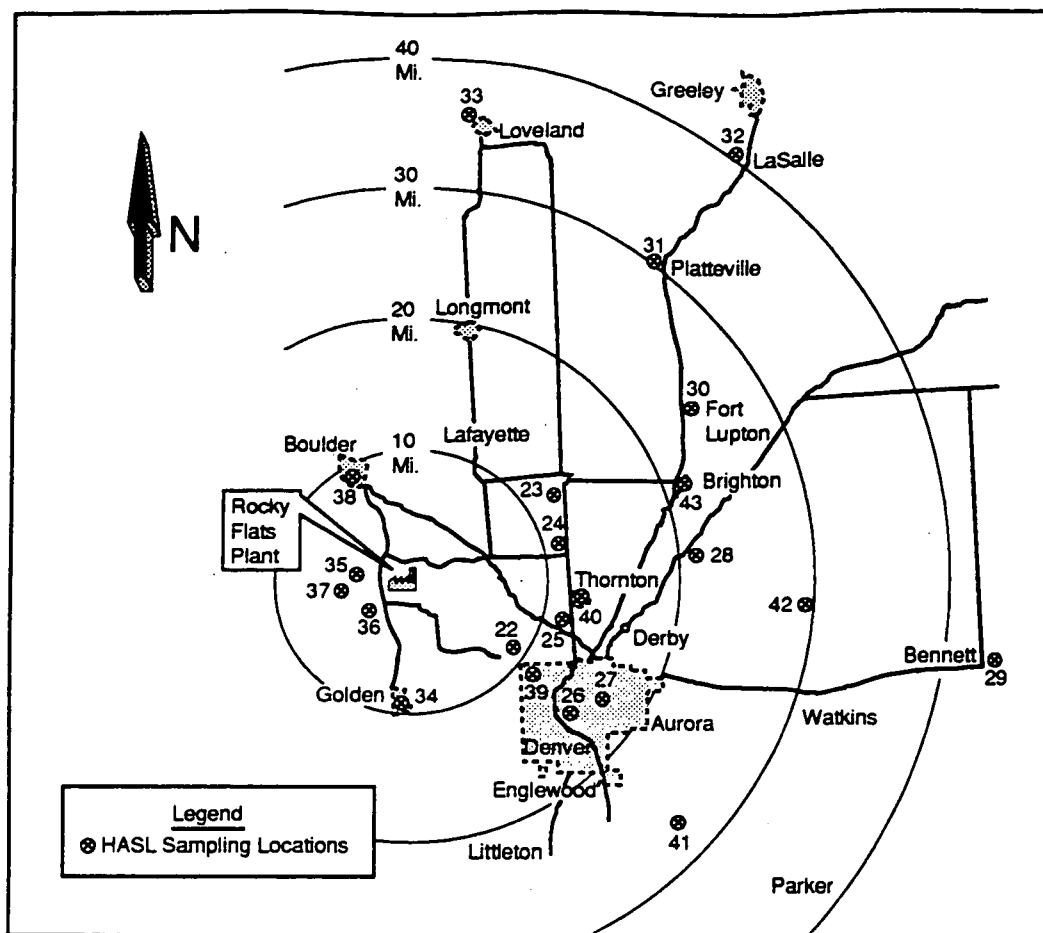 40
Mi.
33
Greeley
Loveland
32
LaSalle
30
Mi.
N
31
Platteville
20
Mi.
Longmont
30
Fort
Lupton
Lafayette
10
Mi.
Boulder
38
23
43
Brighton
Rocky
Flats
Plant
24
28
35
37
36
Thornton
40
42
22
25
Derby
Bennett
29
39
27
26
Golden
34
Aurora
Watkins
Denver
Englewood
Legend
HASL Sampling Locations
Littleton
41
Parker